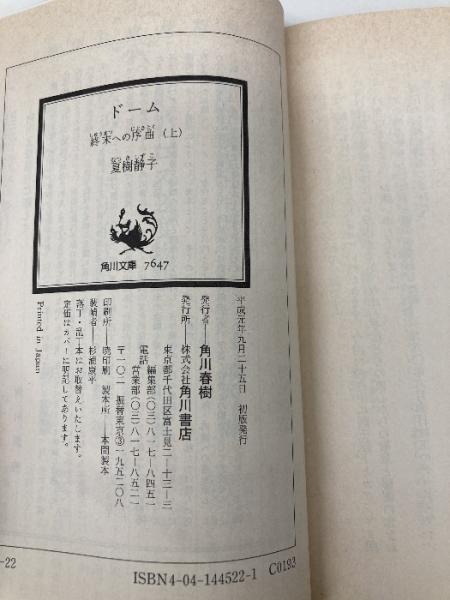 ドーム
終末への序曲(上)
夏樹静子
角川文庫 7647
平成元年九月二十五日 初版発行
発行者――角川春樹
発行所――株式会社角川書店
東京都千代田区富士見二―十三―三
電話 編集部(〇三)八一七―八四五一
営業部(〇三)八一七―八五二一
〒一〇二 振替東京③一九五二〇八
印刷所――暁印刷 製本所――本間製本
装幀者――杉浦康平
落丁・乱丁本はお取替えいたします。
定価はカバーに明記してあります。
Printed in Japan
-22
ISBN4-04-144522-1 C0193